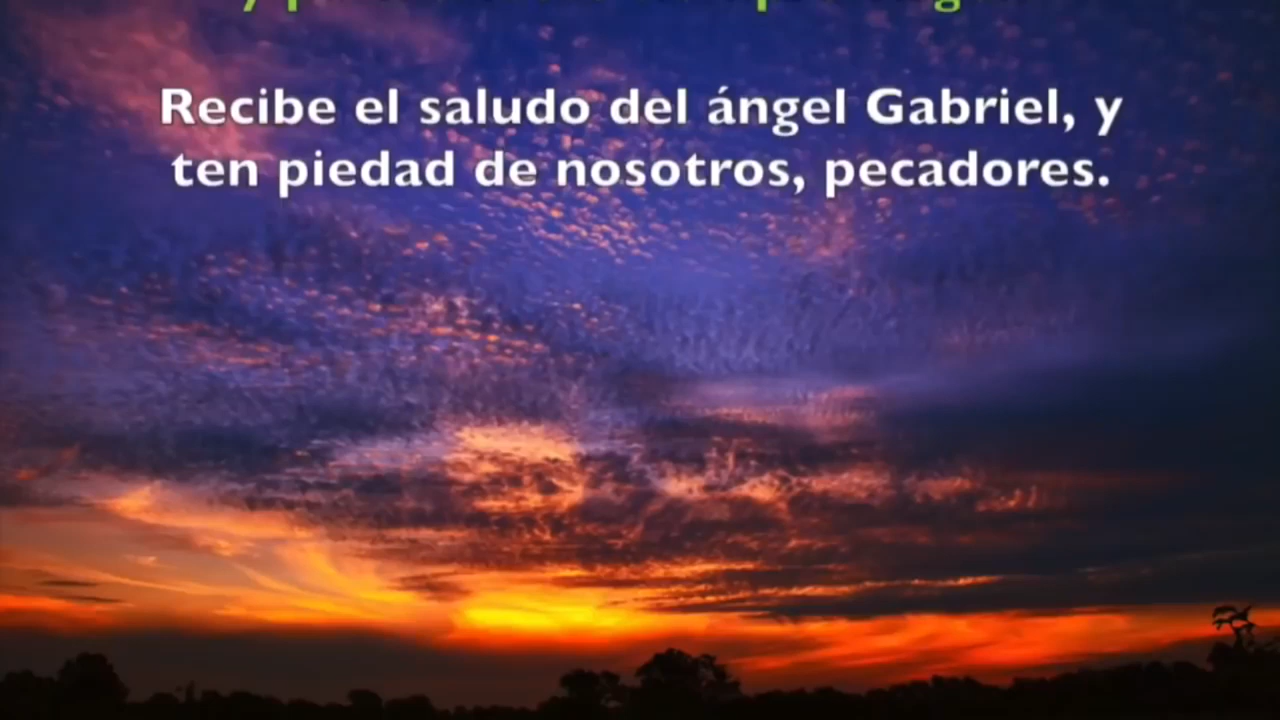 Recibe el saludo del ángel Gabriel, y
ten piedad de nosotros, pecadores.